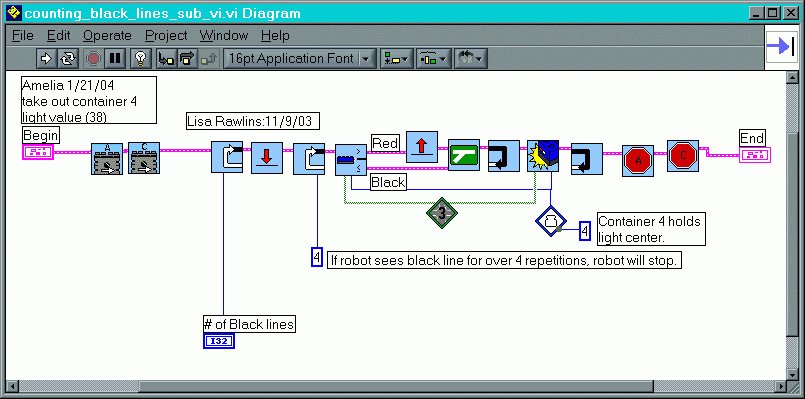 counting_black_lines_sub_vi.vi Diagram
File Edit Operate Project Window Help
16pt Application Font
Amelia 1/21/04
take out container 4
light value (38)
Lisa Rawlins:11/9/03
Begin
A
C
Red
Black
A
C
End
3
4
Container 4 holds
light center.
4
If robot sees black line for over 4 repetitions, robot will stop.
# of Black lines
I32